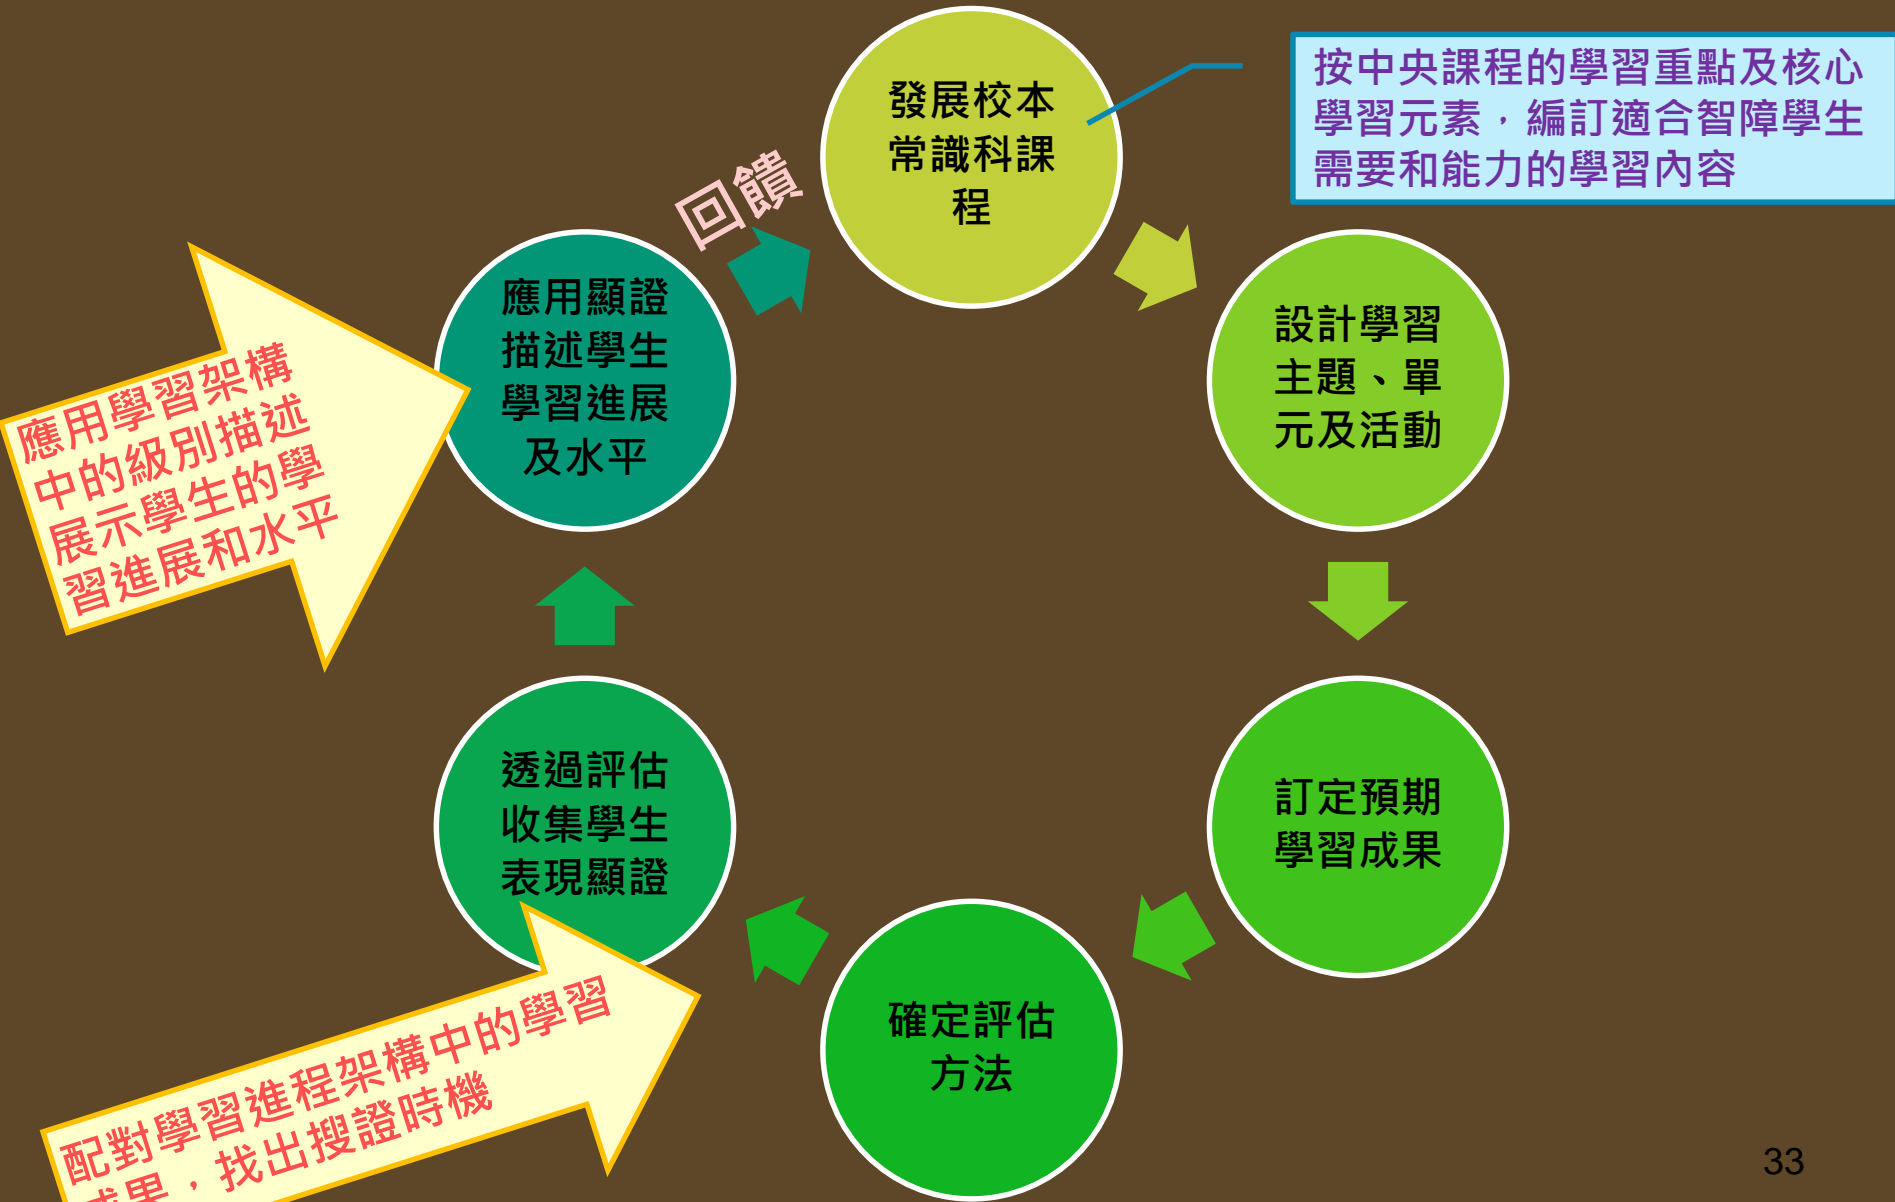 發展校本
常識科課
程
按中央課程的學習重點及核心
學習元素，編訂適合智障學生
需要和能力的學習內容
設計學習
主題、單
元及活動
訂定預期
學習成果
確定評估
方法
透過評估
收集學生
表現顯證
配對學習進程架構中的學習
成果，找出搜證時機
應用顯證
描述學生
學習進展
及水平
應用學習架構
中的級別描述
展示學生的學
習進展和水平
回饋
33